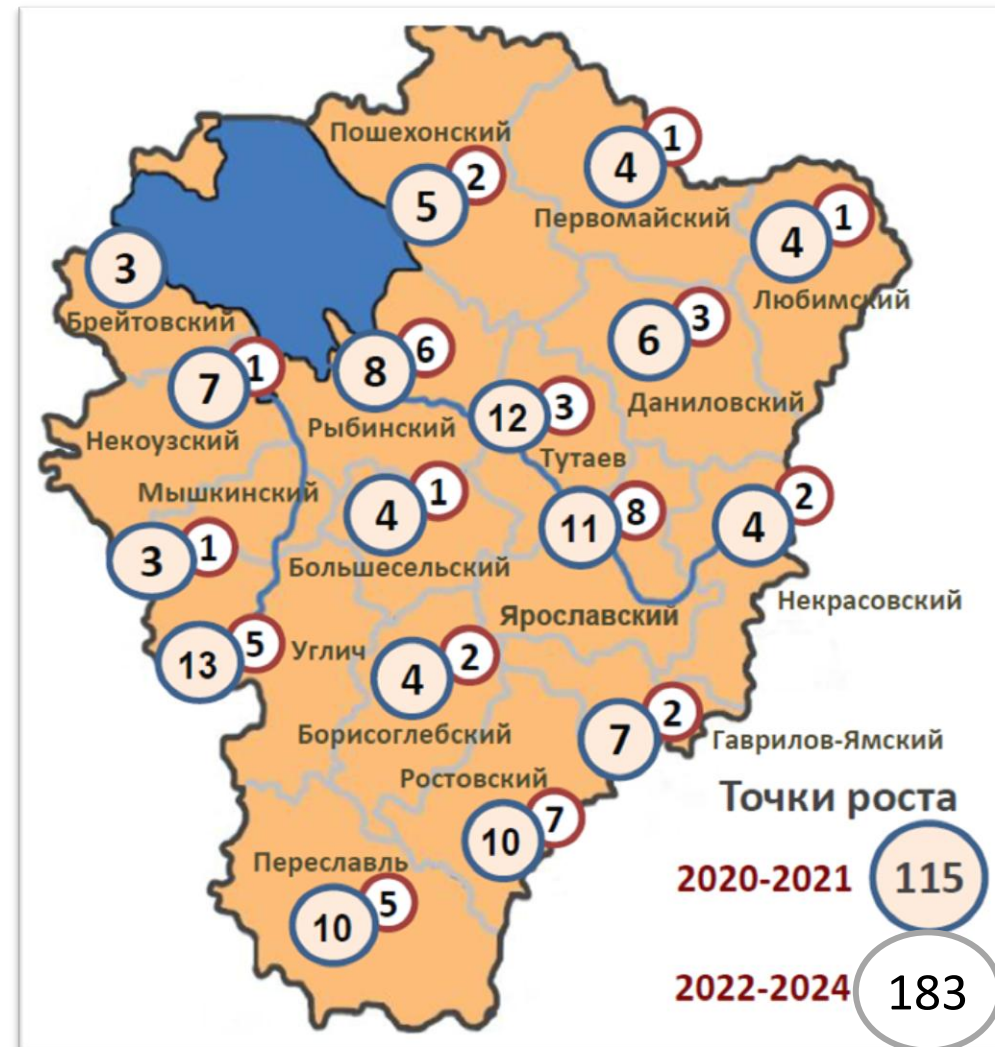 Пошехонский
1
4
2
5
Первомайский
1
4
3
Любимский
Брейтовский
3
6
6
8
1
7
Даниловский
3
12
Рыбинский
Некоузский
Тутаев
Мышкинский
1
4
8
11
2
4
1
3
Большесельский
Некрасовский
Ярославский
5
13
Углич
2
4
2
7
Борисоглебский
Гаврилов-Ямский
Ростовский
7
10
Точки роста
Переславль
5
10
2020-2021 115
2022-2024 183